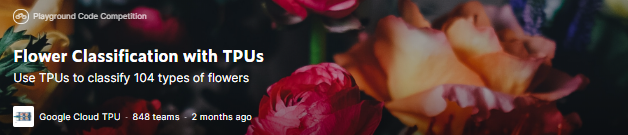 Playground Code Competition
Flower Classification with TPUs
Use TPUs to classify 104 types of flowers
Google Cloud TPU · 848 teams · 2 months ago